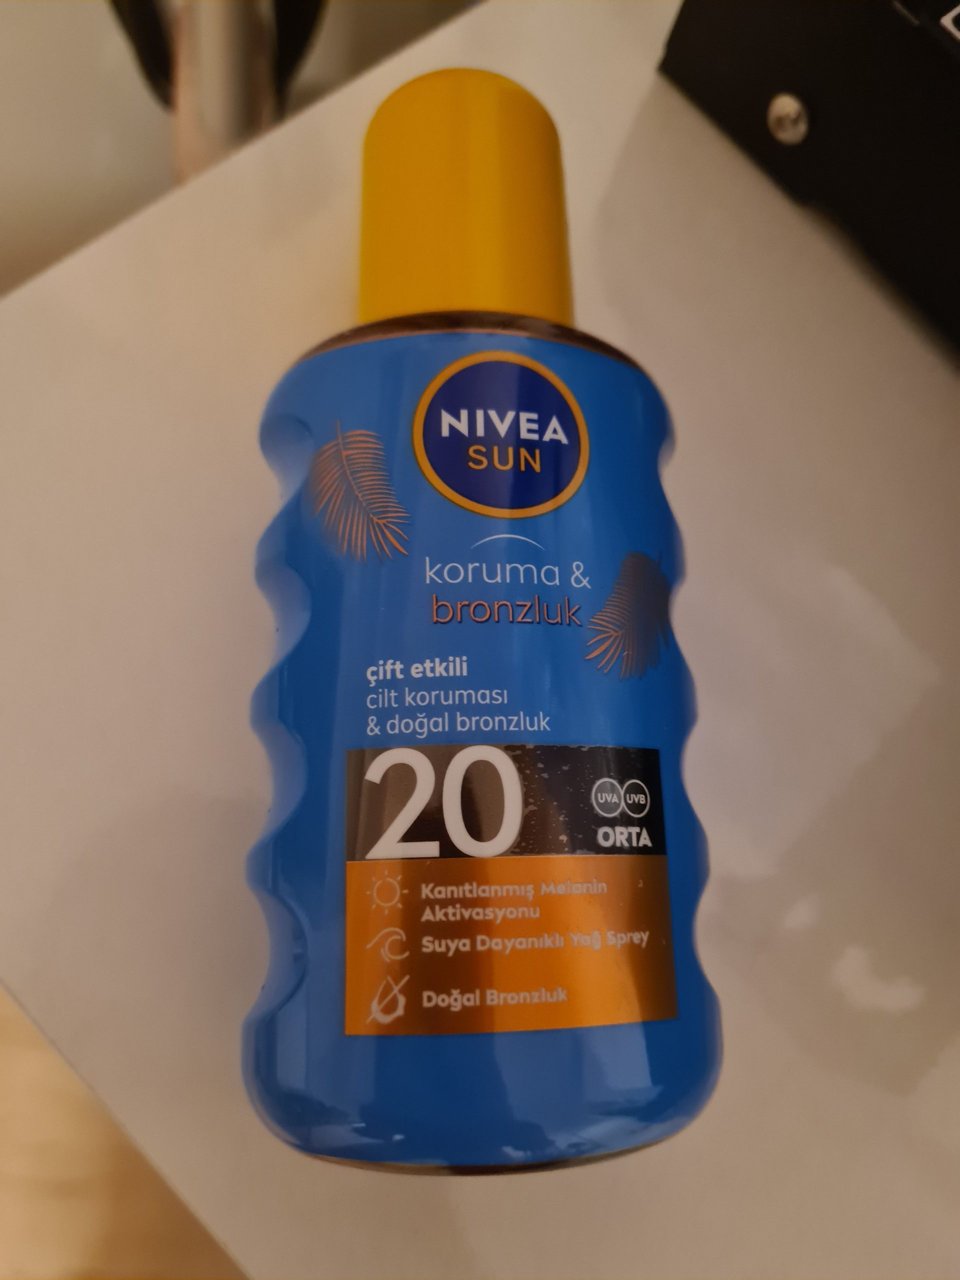 NIVEA
SUN
koruma &
bronzluk
çift etkili
cilt koruması
& doğal bronzluk
20
UVA UVB
ORTA
Kanıtlanmış Melanin
Aktivasyonu
Suya Dayanıklı Yağ Sprey
Doğal Bronzluk